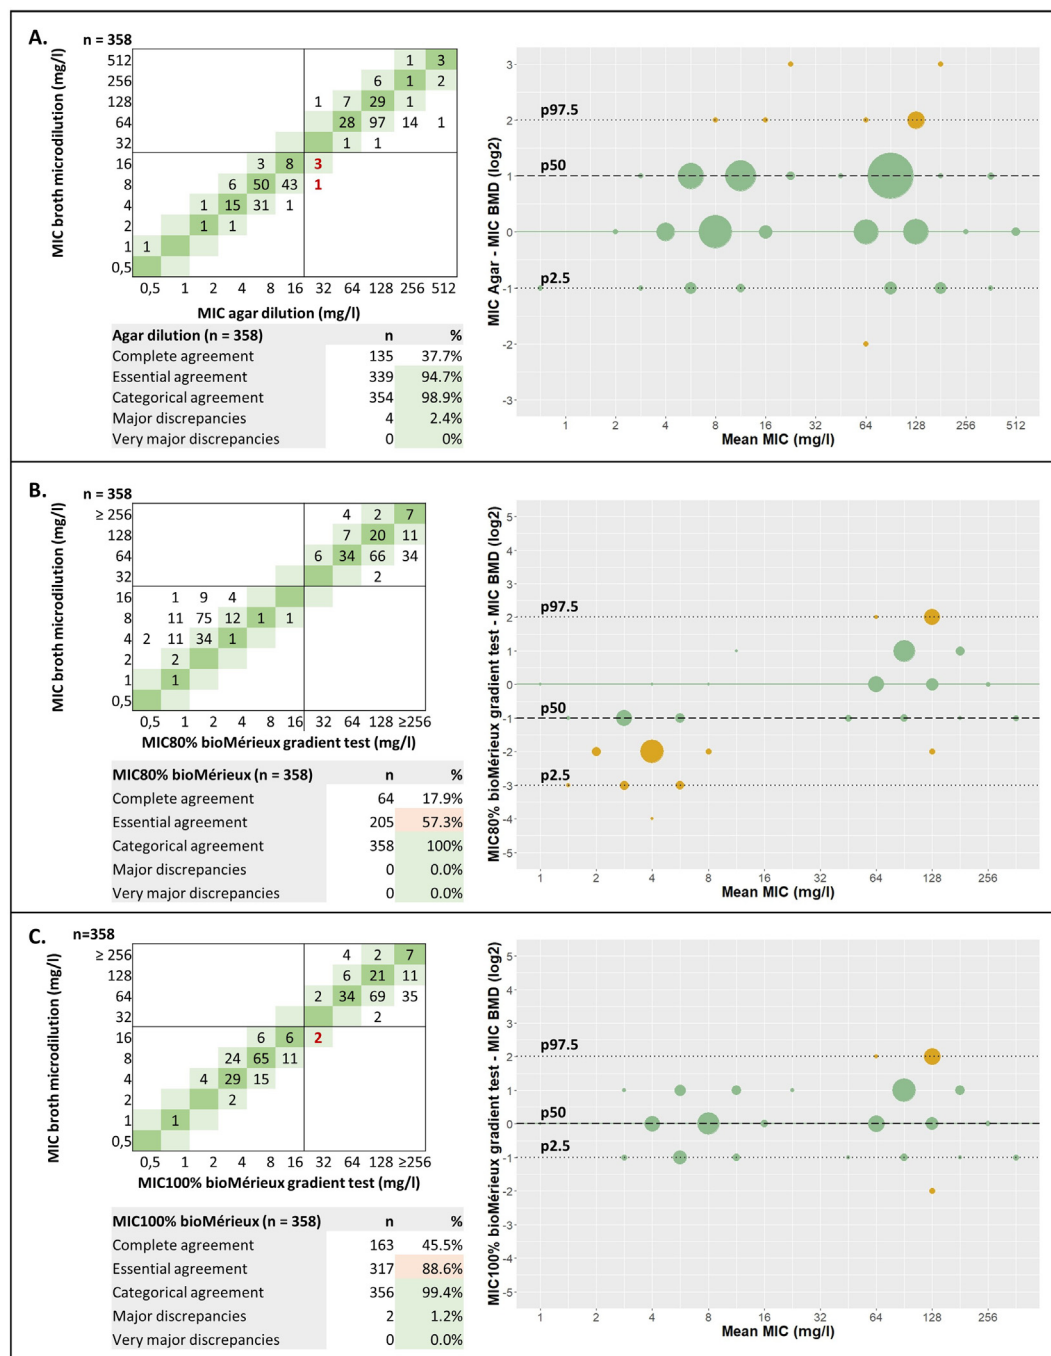 A.
n = 358
MIC broth microdilution (mg/l)
512 1 3
256 6 1 2
128 1 7 29 1
64 28 97 14 1
32 1 1
16 3 8 3
8 6 50 43 1
4 1 15 31 1
2 1 1
1 1
0,5
0,5 1 2 4 8 16 32 64 128 256 512
MIC agar dilution (mg/l)
Agar dilution (n = 358) n %
Complete agreement 135 37.7%
Essential agreement 339 94.7%
Categorical agreement 354 98.9%
Major discrepancies 4 2.4%
Very major discrepancies 0 0%
MIC Agar - MIC BMD (log2)
3
p97.5
2
p50
1
0
p2.5
-1
-2
-3
1 2 4 8 16 32 64 128 256 512
Mean MIC (mg/l)
B.
n = 358
MIC broth microdilution (mg/l)
≥ 256 4 2 7
128 7 20 11
64 6 34 66 34
32 2
16 1 9 4
8 11 75 12 1 1
4 2 11 34 1
2 2
1 1
0,5
0,5 1 2 4 8 16 32 64 128 ≥256
MIC80% bioMérieux gradient test (mg/l)
MIC80% bioMérieux (n = 358) n %
Complete agreement 64 17.9%
Essential agreement 205 57.3%
Categorical agreement 358 100%
Major discrepancies 0 0.0%
Very major discrepancies 0 0.0%
MIC80% bioMérieux gradient test - MIC BMD (log2)
5
4
3
p97.5
2
1
0
p50
-1
-2
p2.5
-3
-4
-5
1 2 4 8 16 32 64 128 256
Mean MIC (mg/l)
C.
n=358
MIC broth microdilution (mg/l)
≥ 256 4 2 7
128 6 21 11
64 2 34 69 35
32 2
16 6 6 2
8 24 65 11
4 4 29 15
2 2
1 1
0,5
0,5 1 2 4 8 16 32 64 128 ≥256
MIC100% bioMérieux gradient test (mg/l)
MIC100% bioMérieux (n = 358) n %
Complete agreement 163 45.5%
Essential agreement 317 88.6%
Categorical agreement 356 99.4%
Major discrepancies 2 1.2%
Very major discrepancies 0 0.0%
MIC100% bioMérieux gradient test - MIC BMD (log2)
5
4
3
p97.5
2
1
p50
0
p2.5
-1
-2
-3
-4
-5
1 2 4 8 16 32 64 128 256
Mean MIC (mg/l)